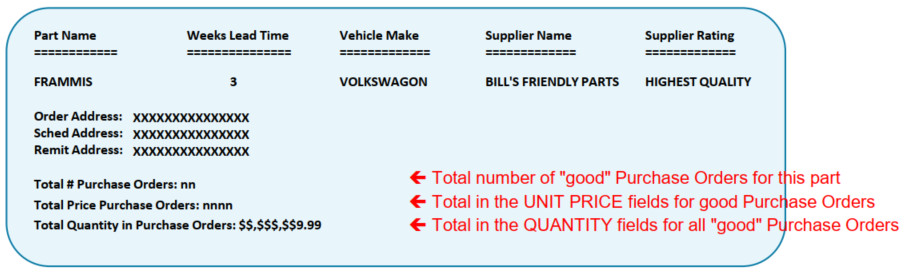 Part Name Weeks Lead Time Vehicle Make Supplier Name Supplier Rating
============ =============== ============= ============= =============
FRAMMIS 3 VOLKSWAGON BILL'S FRIENDLY PARTS HIGHEST QUALITY
Order Address: XXXXXXXXXXXXXXX
Sched Address: XXXXXXXXXXXXXXX
Remit Address: XXXXXXXXXXXXXXX
Total # Purchase Orders: nn ← Total number of "good" Purchase Orders for this part
Total Price Purchase Orders: nnnn ← Total in the UNIT PRICE fields for good Purchase Orders
Total Quantity in Purchase Orders: $$,$$$,$$9.99 ← Total in the QUANTITY fields for all "good" Purchase Orders